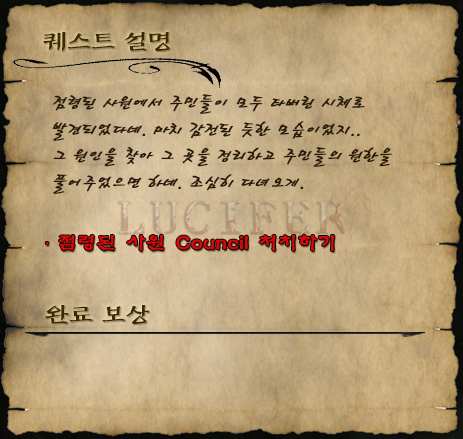 퀘스트 설명
점령된 사원에서 주민들이 모두 타버린 시체로
발견되었다네. 마치 감전된 듯한 모습이었지..
그 원인을 찾아 그 곳을 정리하고 주민들의 원한을
풀어주었으면 하네. 조심히 다녀오게.
LUCIFER
· 점령된 사원 Council 처치하기
완료 보상